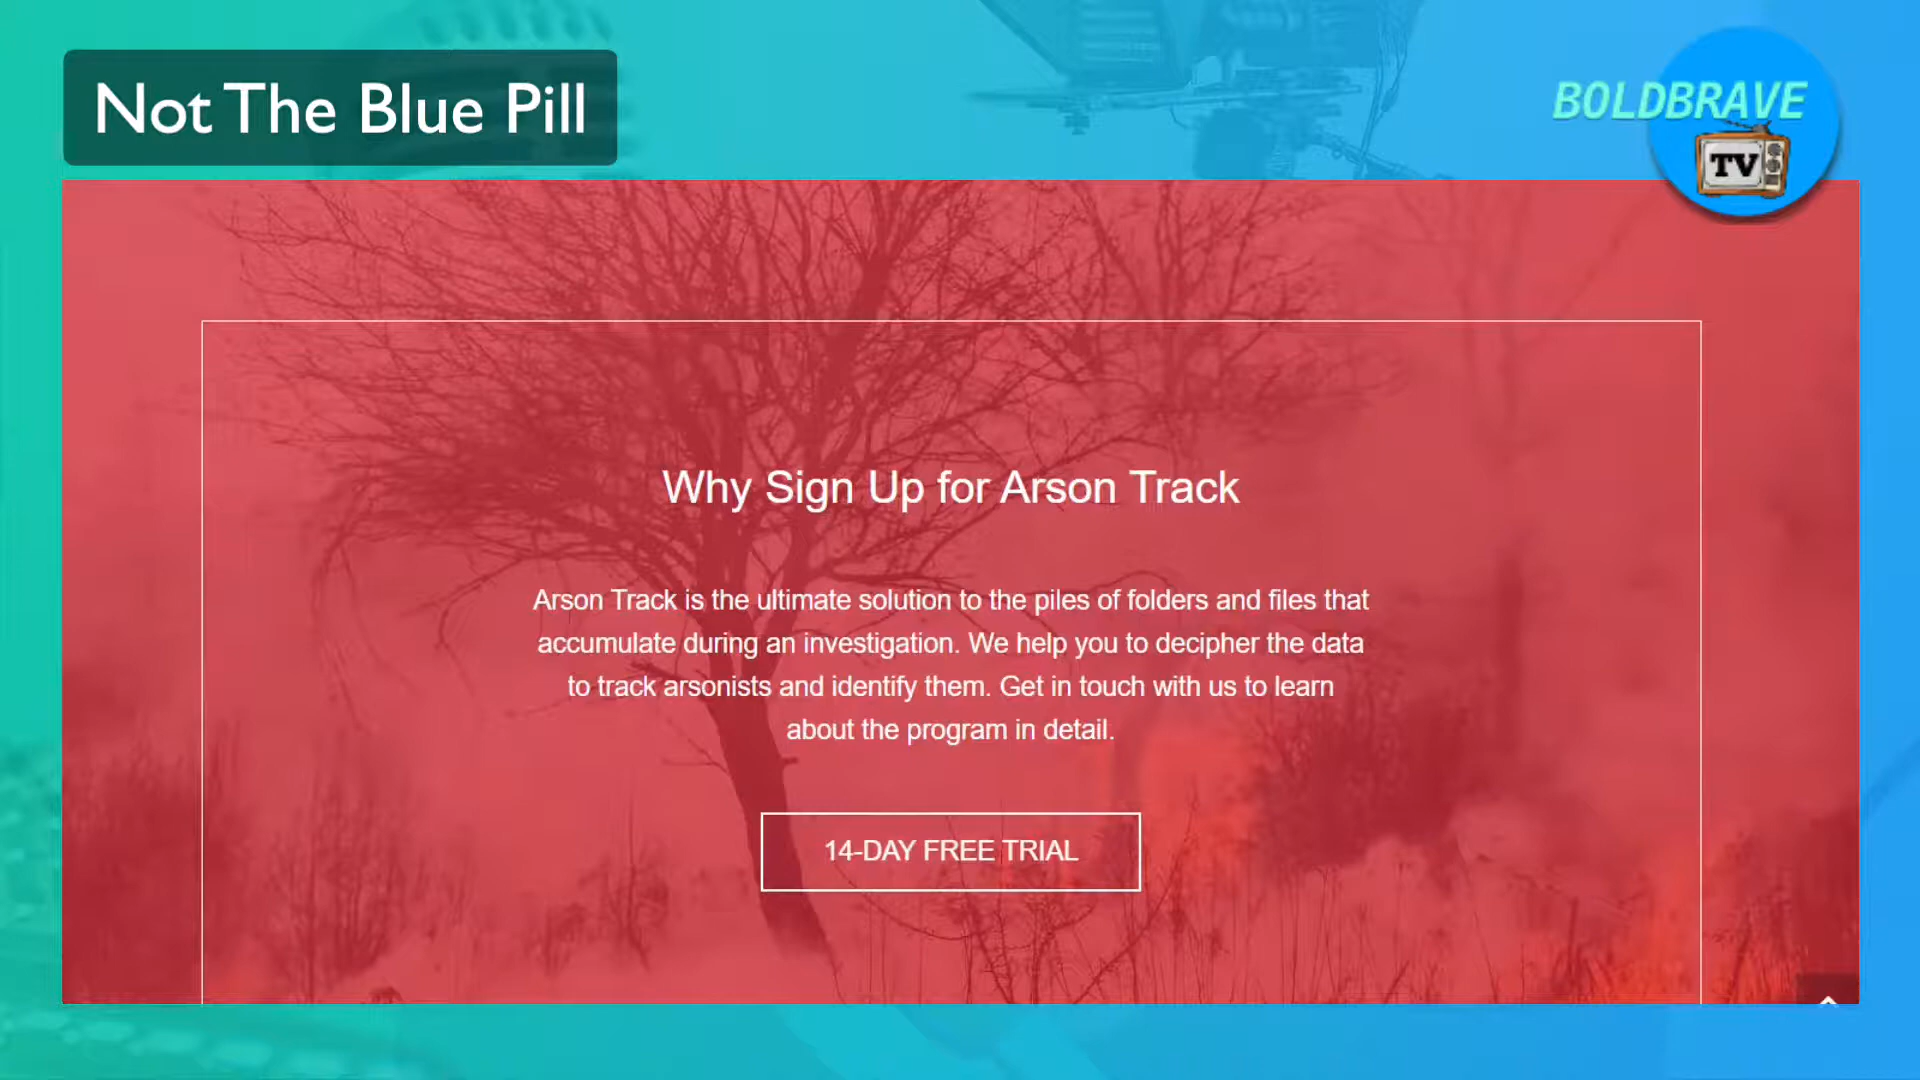 Not The Blue Pill
BOLDBRAVE
TV
Why Sign Up for Arson Track
Arson Track is the ultimate solution to the piles of folders and files that
accumulate during an investigation. We help you to decipher the data
to track arsonists and identify them. Get in touch with us to learn
about the program in detail.
14-DAY FREE TRIAL